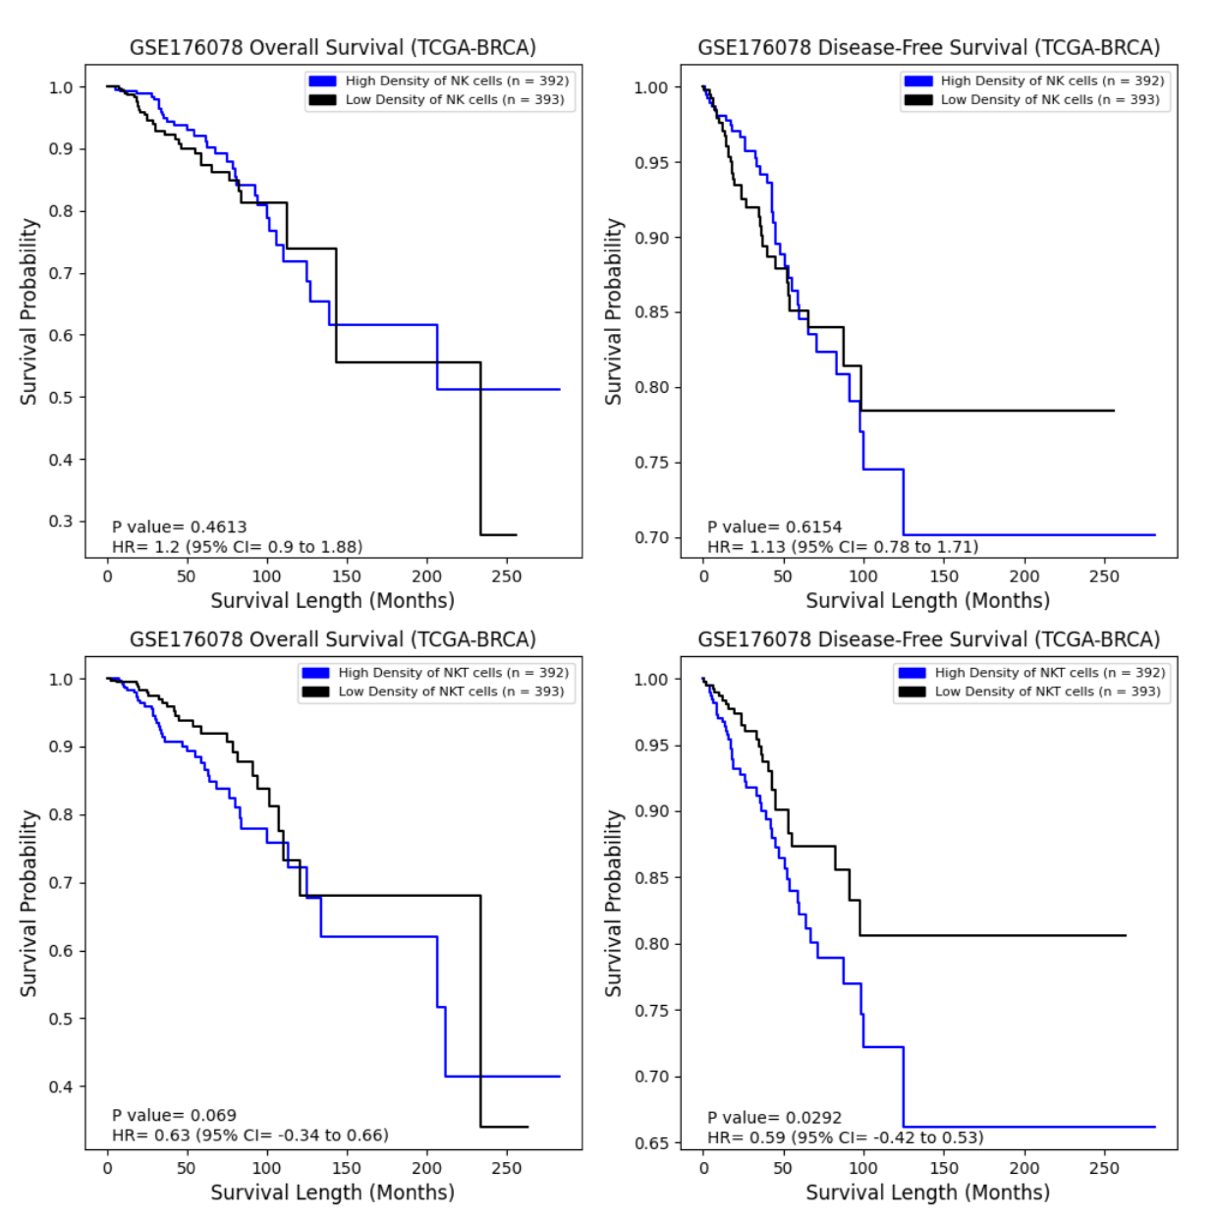 GSE176078 Overall Survival (TCGA-BRCA)
High Density of NK cells (n = 392)
Low Density of NK cells (n = 393)
Survival Probability
1.0
0.9
0.8
0.7
0.6
0.5
0.4
0.3
P value= 0.4613
HR= 1.2 (95% CI= 0.9 to 1.88)
0 50 100 150 200 250
Survival Length (Months)
GSE176078 Disease-Free Survival (TCGA-BRCA)
High Density of NK cells (n = 392)
Low Density of NK cells (n = 393)
Survival Probability
1.00
0.95
0.90
0.85
0.80
0.75
0.70
P value= 0.6154
HR= 1.13 (95% CI= 0.78 to 1.71)
0 50 100 150 200 250
Survival Length (Months)
GSE176078 Overall Survival (TCGA-BRCA)
High Density of NKT cells (n = 392)
Low Density of NKT cells (n = 393)
Survival Probability
1.0
0.9
0.8
0.7
0.6
0.5
0.4
P value= 0.069
HR= 0.63 (95% CI= -0.34 to 0.66)
0 50 100 150 200 250
Survival Length (Months)
GSE176078 Disease-Free Survival (TCGA-BRCA)
High Density of NKT cells (n = 392)
Low Density of NKT cells (n = 393)
Survival Probability
1.00
0.95
0.90
0.85
0.80
0.75
0.70
0.65
P value= 0.0292
HR= 0.59 (95% CI= -0.42 to 0.53)
0 50 100 150 200 250
Survival Length (Months)